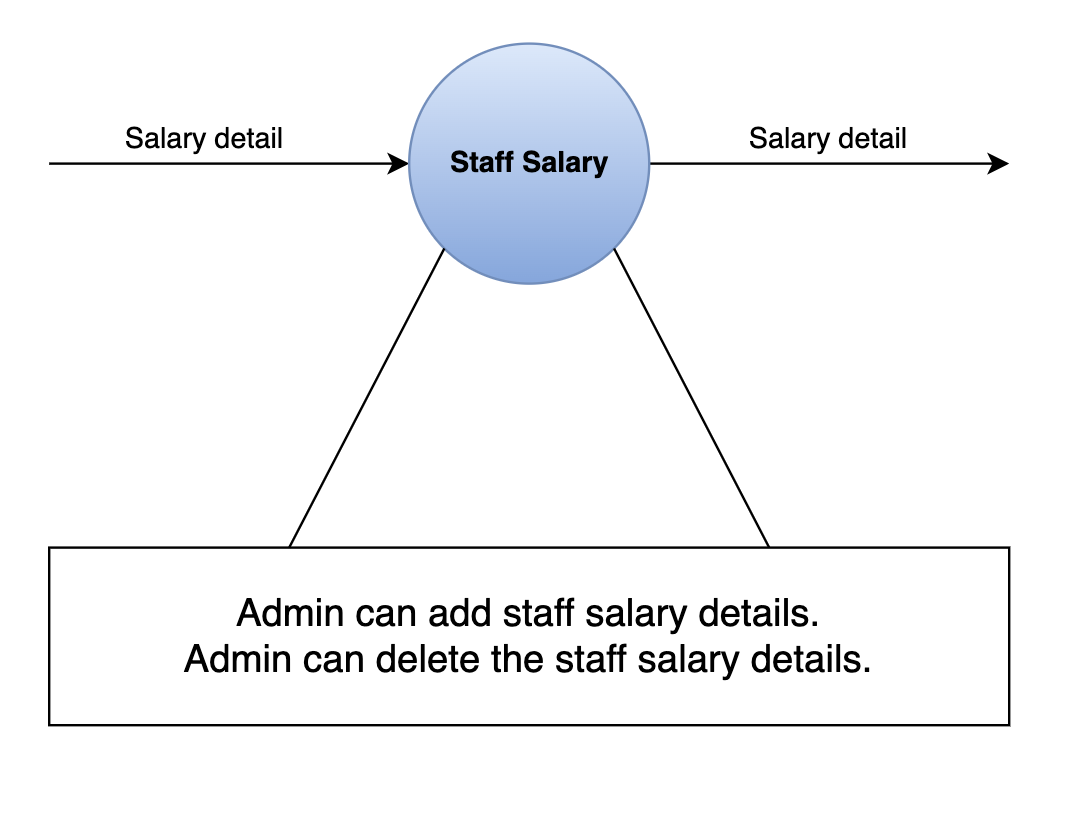 Salary detail
Staff Salary
Salary detail
Admin can add staff salary details.
Admin can delete the staff salary details.